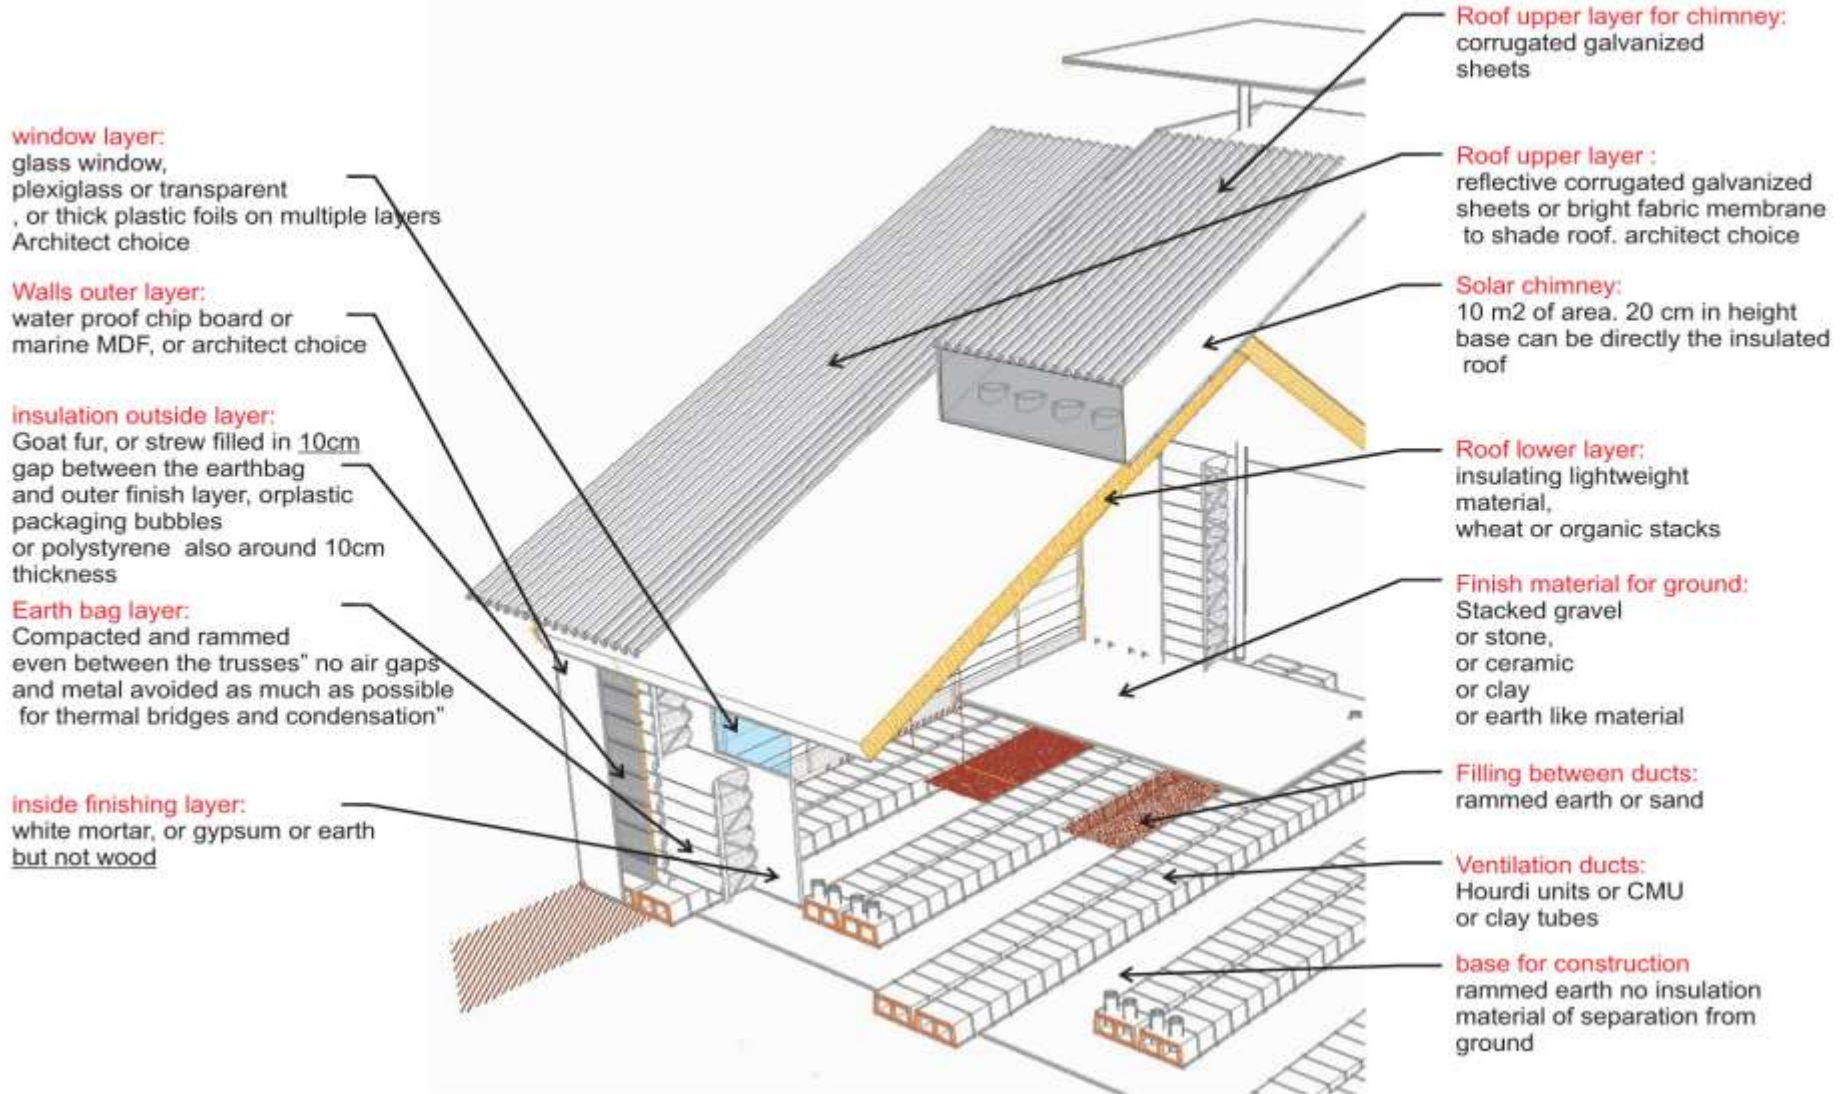 window layer:
glass window,
plexiglass or transparent
, or thick plastic foils on multiple layers
Architect choice
Walls outer layer:
water proof chip board or
marine MDF, or architect choice
insulation outside layer:
Goat fur, or strew filled in 10cm
gap between the earthbag
and outer finish layer, orplastic
packaging bubbles
or polystyrene also around 10cm
thickness
Earth bag layer:
Compacted and rammed
even between the trusses" no air gaps
and metal avoided as much as possible
for thermal bridges and condensation"
inside finishing layer:
white mortar, or gypsum or earth
but not wood
Roof upper layer for chimney:
corrugated galvanized
sheets
Roof upper layer :
reflective corrugated galvanized
sheets or bright fabric membrane
to shade roof. architect choice
Solar chimney:
10 m2 of area. 20 cm in height
base can be directly the insulated
roof
Roof lower layer:
insulating lightweight
material,
wheat or organic stacks
Finish material for ground:
Stacked gravel
or stone,
or ceramic
or clay
or earth like material
Filling between ducts:
rammed earth or sand
Ventilation ducts:
Hourdi units or CMU
or clay tubes
base for construction
rammed earth no insulation
material of separation from
ground